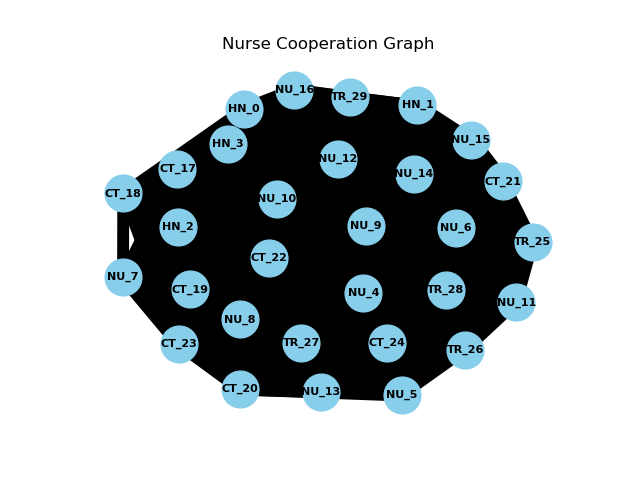 Nurse Cooperation Graph
NU_16
TR_29
HN_1
HN_0
NU_15
HN_3
NU_12
CT_17
NU_14
CT_21
CT_18
NU_10
HN_2
NU_9
NU_6
TR_25
CT_22
NU_7
CT_19
NU_4
TR_28
NU_11
NU_8
CT_23
TR_27
CT_24
TR_26
CT_20
NU_13
NU_5